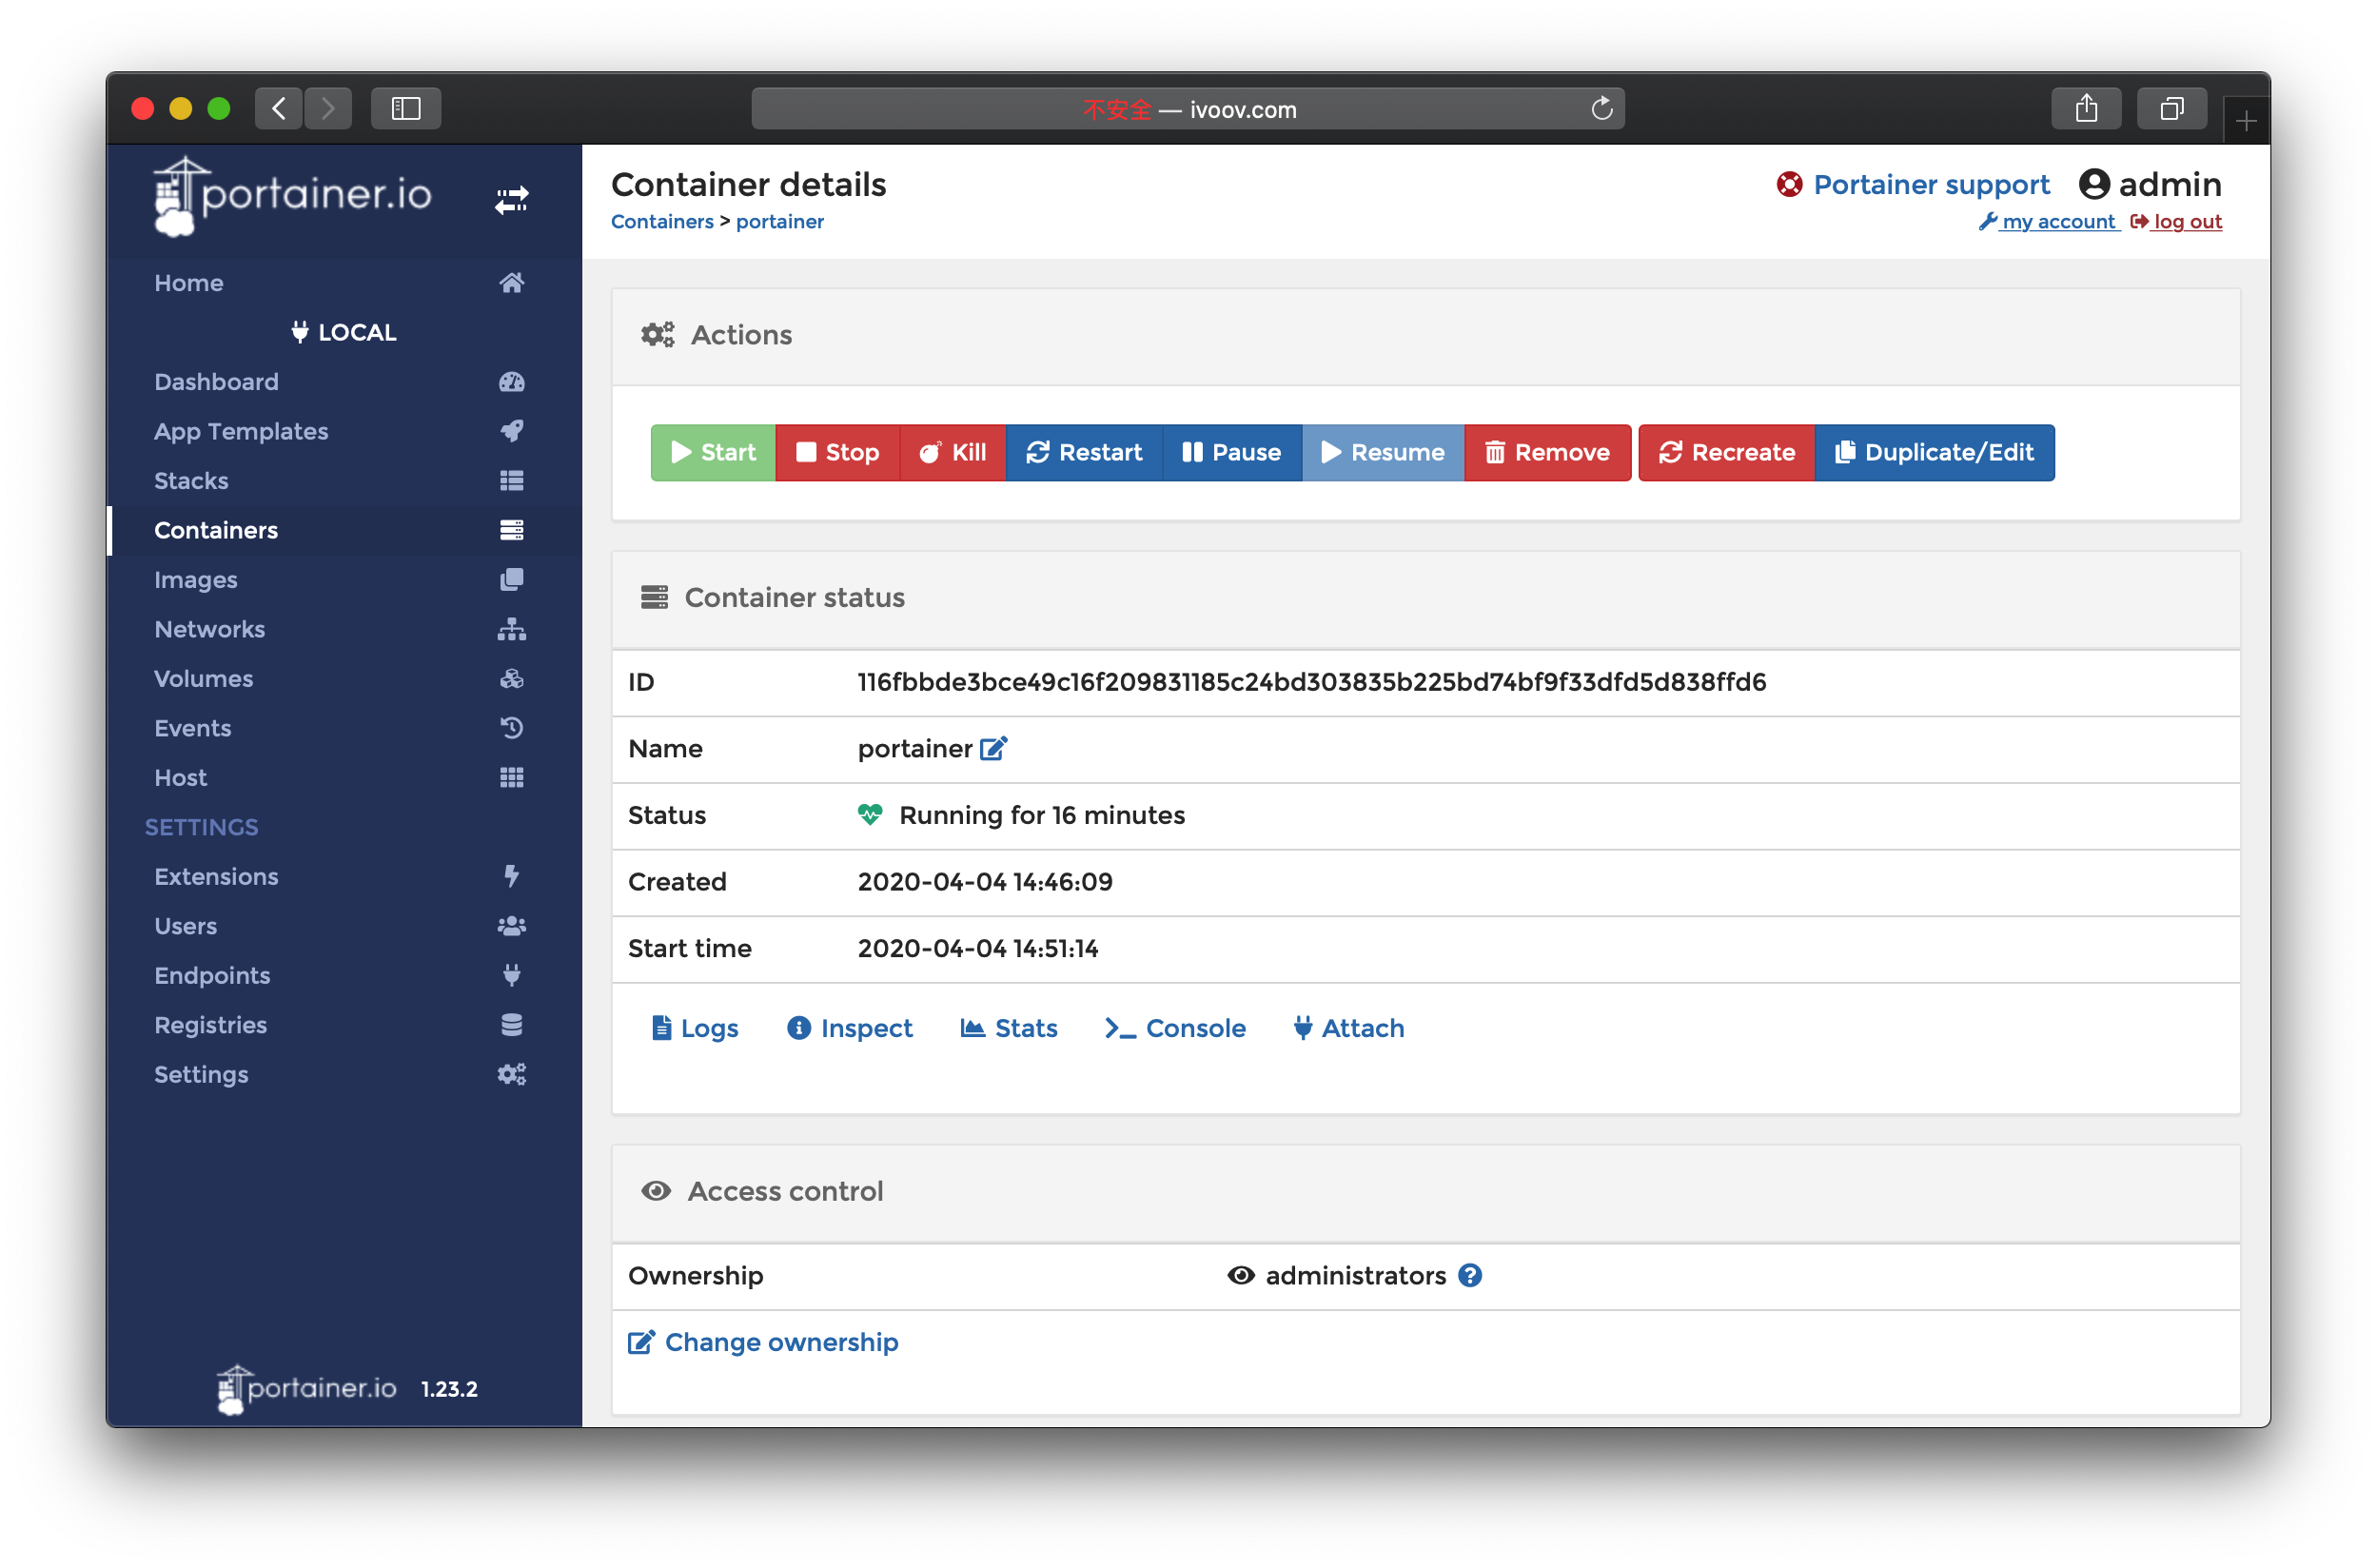 不安全 — ivoov.com
portainer.io
Home
LOCAL
Dashboard
App Templates
Stacks
Containers
Images
Networks
Volumes
Events
Host
SETTINGS
Extensions
Users
Endpoints
Registries
Settings
portainer.io 1.23.2
Container details
Containers > portainer
Portainer support admin
my account log out
Actions
Start Stop Kill Restart Pause Resume Remove Recreate Duplicate/Edit
Container status
ID 116fbbde3bce49c16f209831185c24bd303835b225bd74bf9f33dfd5d838ffd6
Name portainer
Status Running for 16 minutes
Created 2020-04-04 14:46:09
Start time 2020-04-04 14:51:14
Logs Inspect Stats Console Attach
Access control
Ownership administrators
Change ownership